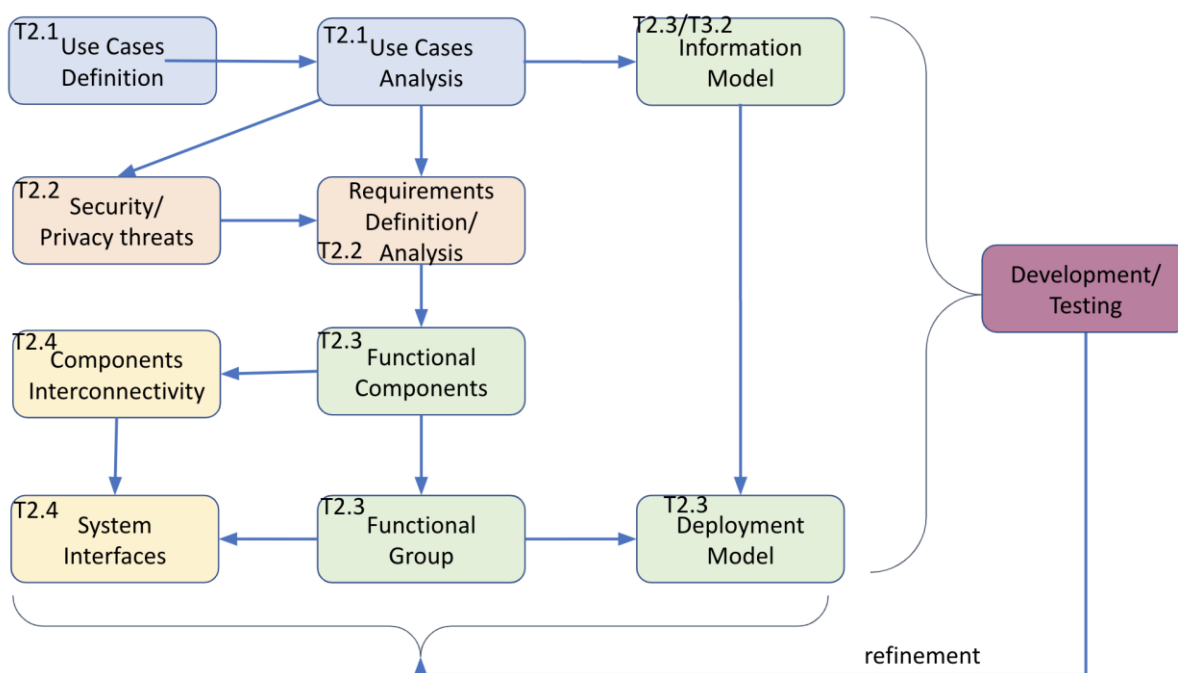 T2.1
Use Cases
Definition
T2.1
Use Cases
Analysis
T2.3/T3.2
Information
Model
T2.2
Security/
Privacy threats
Requirements
Definition/
T2.2
Analysis
Development/
Testing
T2.4
Components
Interconnectivity
T2.3
Functional
Components
T2.4
System
Interfaces
T2.3
Functional
Group
T2.3
Deployment
Model
refinement